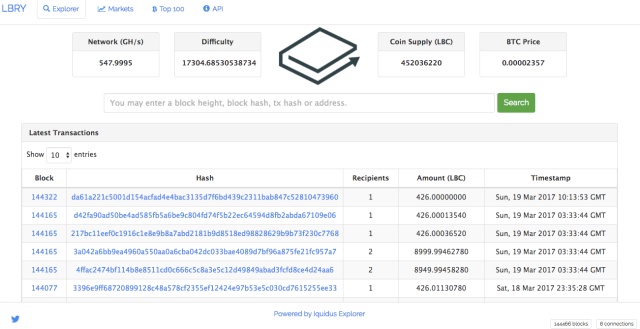 LBRY Explorer Markets Top 100 API
Network (GH/s) Difficulty Coin Supply (LBC) BTC Price
547.9995 17304.68530538734 452036220 0.00002357
You may enter a block height, block hash, tx hash or address. Search
Latest Transactions
Show 10 entries
Block Hash Recipients Amount (LBC) Timestamp
144322 da61a221c5001d154acfad4e4bac3135d7f6bd439c2311bab847c52810473960 1 426.00000000 Sun, 19 Mar 2017 10:13:53 GMT
144165 d42fa90ad50be4ad585fb5a6be9c804fd74f5b22ec64594d8fb2abda67109e06 1 426.00013540 Sun, 19 Mar 2017 03:33:44 GMT
144165 217bc11eef0c1916c1e8e9b8a7abd2181b9d8518ed98828629b9b73f230c7768 1 426.00036520 Sun, 19 Mar 2017 03:33:44 GMT
144165 3a042a6bb9ea4960a550aa0a6cba042dc033bae4089d7bf96a875fe21fc957a7 2 8999.99462780 Sun, 19 Mar 2017 03:33:44 GMT
144165 4ffac2474bf114b8e8511cd0c666c5c8a3e5c12d49849abad3fcfd8ce4d24aa6 2 8949.99458280 Sun, 19 Mar 2017 03:33:44 GMT
144077 3396e9ff68720899128c48a578cf2355ef12424e97b53e5c030cd7615255ee33 1 426.01130780 Sat, 18 Mar 2017 23:35:28 GMT
Powered by Iquidus Explorer
144466 blocks 8 connections